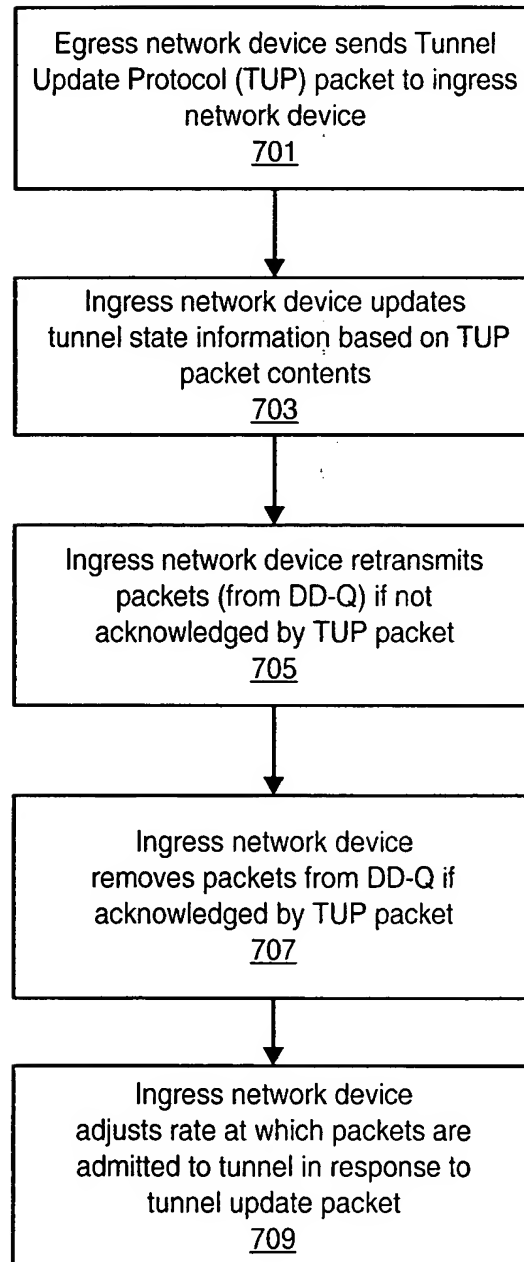 Egress network device sends Tunnel
Update Protocol (TUP) packet to ingress
network device
701
Ingress network device updates
tunnel state information based on TUP
packet contents
703
Ingress network device retransmits
packets (from DD-Q) if not
acknowledged by TUP packet
705
Ingress network device
removes packets from DD-Q if
acknowledged by TUP packet
707
Ingress network device
adjusts rate at which packets are
admitted to tunnel in response to
tunnel update packet
709